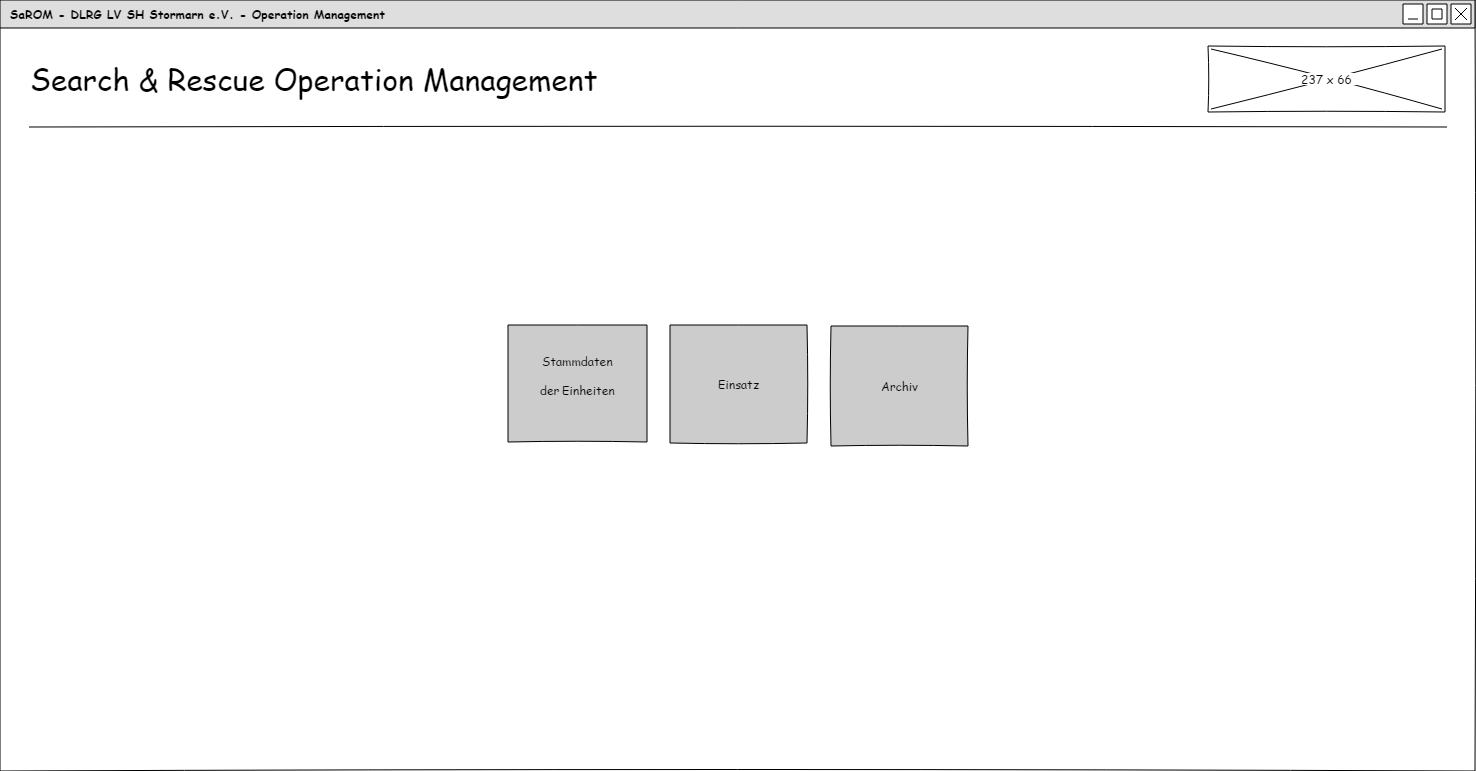 SaROM - DLRG LV SH Stormarn e.V. - Operation Management
Search & Rescue Operation Management
237 x 66
Stammdaten
der Einheiten
Einsatz
Archiv